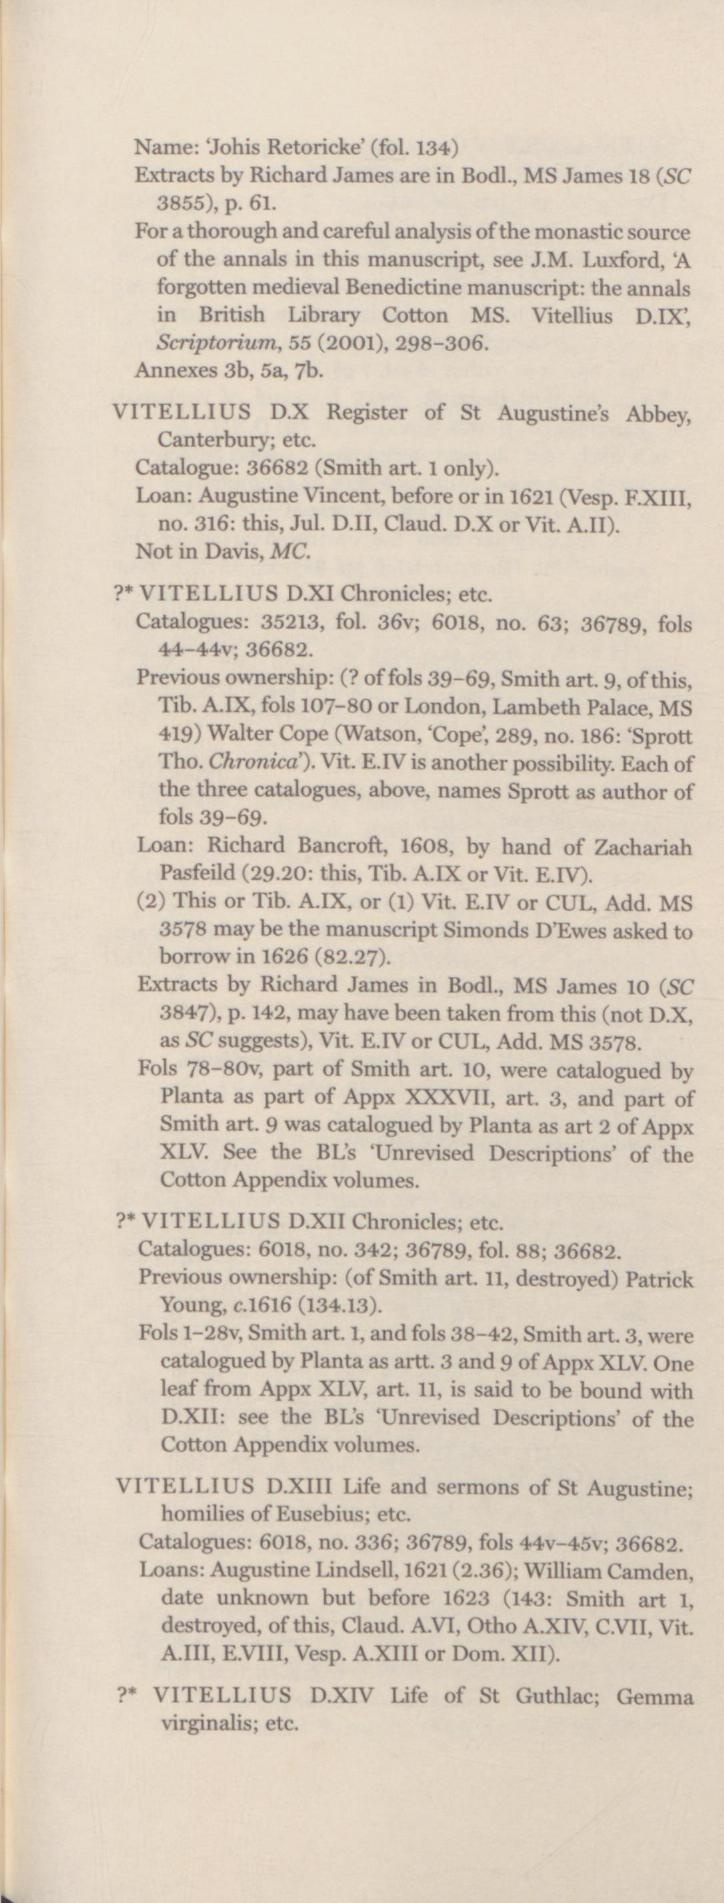 Name: ‘Johis Retoricke’ (fol. 134)
Extracts by Richard James are in Bodl., MS James 18 (SC
3855), p. 61.
For a thorough and careful analysis of the monastic source
of the annals in this manuscript, see J.M. Luxford, ‘A
forgotten medieval Benedictine manuscript: the annals
in British Library Cotton MS. Vitellius D.IX’,
Scriptorium, 55 (2001), 298–306.
Annexes 3b, 5a, 7b.
VITELLIUS D.X Register of St Augustine’s Abbey,
Canterbury; etc.
Catalogue: 36682 (Smith art. 1 only).
Loan: Augustine Vincent, before or in 1621 (Vesp. F.XIII,
no. 316: this, Jul. D.II, Claud. D.X or Vit. A.II).
Not in Davis, MC.
?* VITELLIUS D.XI Chronicles; etc.
Catalogues: 35213, fol. 36v; 6018, no. 63; 36789, fols
44–44v; 36682.
Previous ownership: (? of fols 39–69, Smith art. 9, of this,
Tib. A.IX, fols 107–80 or London, Lambeth Palace, MS
419) Walter Cope (Watson, ‘Cope’, 289, no. 186: ‘Sprott
Tho. Chronica’). Vit. E.IV is another possibility. Each of
the three catalogues, above, names Sprott as author of
fols 39–69.
Loan: Richard Bancroft, 1608, by hand of Zachariah
Pasfeild (29.20: this, Tib. A.IX or Vit. E.IV).
(2) This or Tib. A.IX, or (1) Vit. E.IV or CUL, Add. MS
3578 may be the manuscript Simonds D’Ewes asked to
borrow in 1626 (82.27).
Extracts by Richard James in Bodl., MS James 10 (SC
3847), p. 142, may have been taken from this (not D.X,
as SC suggests), Vit. E.IV or CUL, Add. MS 3578.
Fols 78–80v, part of Smith art. 10, were catalogued by
Planta as part of Appx XXXVII, art. 3, and part of
Smith art. 9 was catalogued by Planta as art 2 of Appx
XLV. See the BL’s ‘Unrevised Descriptions’ of the
Cotton Appendix volumes.
?* VITELLIUS D.XII Chronicles; etc.
Catalogues: 6018, no. 342; 36789, fol. 88; 36682.
Previous ownership: (of Smith art. 11, destroyed) Patrick
Young, c.1616 (134.13).
Fols 1–28v, Smith art. 1, and fols 38–42, Smith art. 3, were
catalogued by Planta as artt. 3 and 9 of Appx XLV. One
leaf from Appx XLV, art. 11, is said to be bound with
D.XII: see the BL’s ‘Unrevised Descriptions’ of the
Cotton Appendix volumes.
VITELLIUS D.XIII Life and sermons of St Augustine;
homilies of Eusebius; etc.
Catalogues: 6018, no. 336; 36789, fols 44v–45v; 36682.
Loans: Augustine Lindsell, 1621 (2.36); William Camden,
date unknown but before 1623 (143: Smith art 1,
destroyed, of this, Claud. A.VI, Otho A.XIV, C.VII, Vit.
A.III, E.VIII, Vesp. A.XIII or Dom. XII).
?* VITELLIUS D.XIV Life of St Guthlac; Gemma
virginalis; etc.